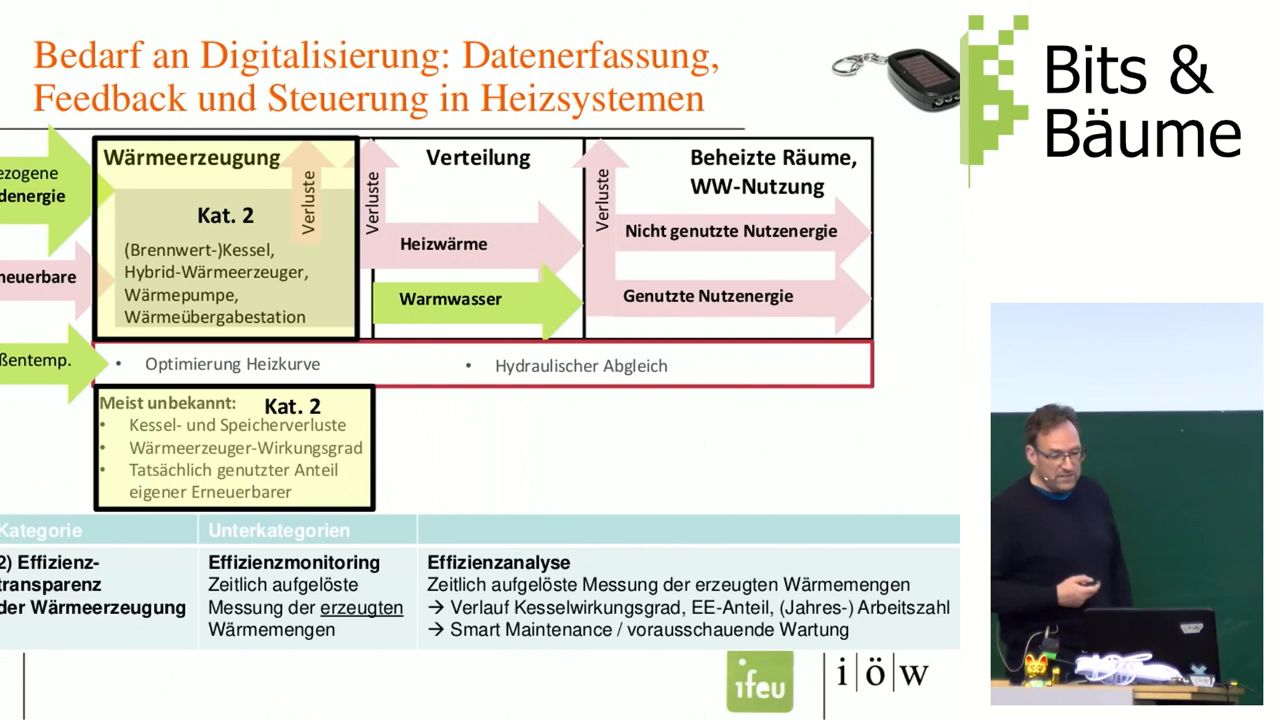 Bedarf an Digitalisierung: Datenerfassung,
Feedback und Steuerung in Heizsystemen
Bits &
Bäume
ezogene
denergie
neuerbare
ßentemp.
Wärmeerzeugung
Kat. 2
(Brennwert-)Kessel,
Hybrid-Wärmeerzeuger,
Wärmepumpe,
Wärmeübergabestation
Verluste
Verluste
Verteilung
Heizwärme
Warmwasser
Verluste
Beheizte Räume,
WW-Nutzung
Nicht genutzte Nutzenergie
Genutzte Nutzenergie
• Optimierung Heizkurve
• Hydraulischer Abgleich
Meist unbekannt: Kat. 2
• Kessel- und Speicherverluste
• Wärmeerzeuger-Wirkungsgrad
• Tatsächlich genutzter Anteil
eigener Erneuerbarer
Kategorie
Unterkategorien
2) Effizienz-
transparenz
der Wärmeerzeugung
Effizienzmonitoring
Zeitlich aufgelöste
Messung der erzeugten
Wärmemengen
Effizienzanalyse
Zeitlich aufgelöste Messung der erzeugten Wärmemengen
→ Verlauf Kesselwirkungsgrad, EE-Anteil, (Jahres-) Arbeitszahl
→ Smart Maintenance / vorausschauende Wartung
ifeu
i|ö|w